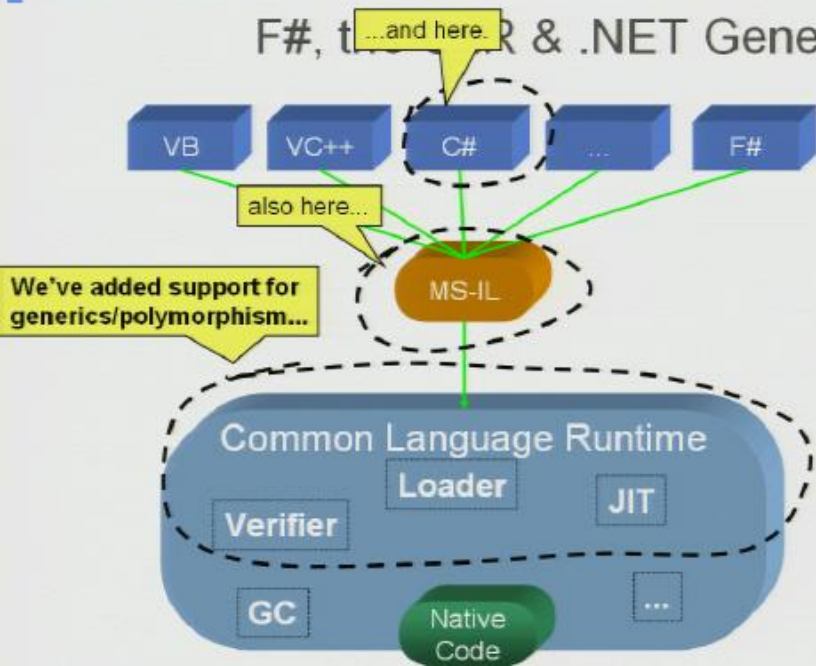 F#, t
...and here.
R & .NET Gene
VB
VC++
C#
...
F#
also here...
MS-IL
We've added support for
generics/polymorphism...
Common Language Runtime
Loader
JIT
Verifier
GC
...
Native
Code